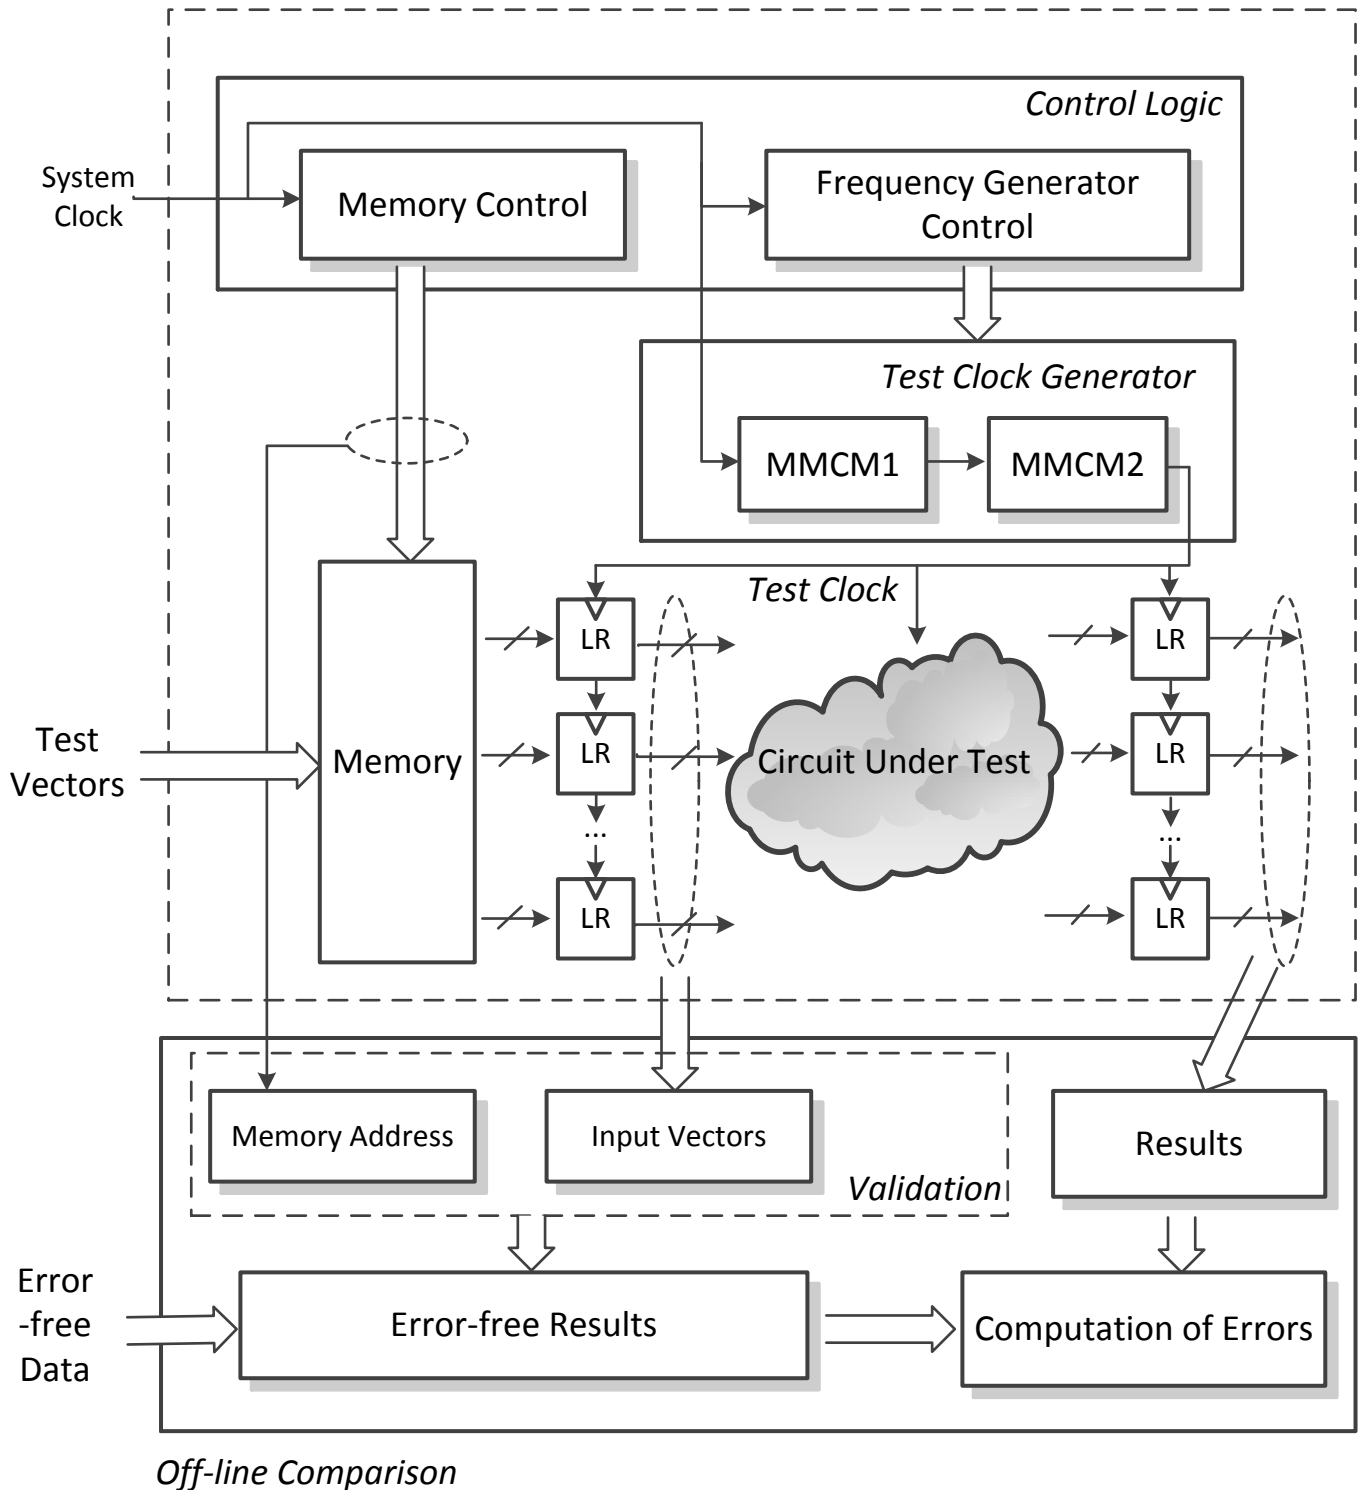 Control Logic
System
Clock
Memory Control
Frequency Generator
Control
Test Clock Generator
MMCM1
MMCM2
Test Clock
LR
LR
Test
Vectors
Memory
LR
Circuit Under Test
LR
...
...
LR
LR
Memory Address
Input Vectors
Results
Validation
Error
-free
Data
Error-free Results
Computation of Errors
Off-line Comparison